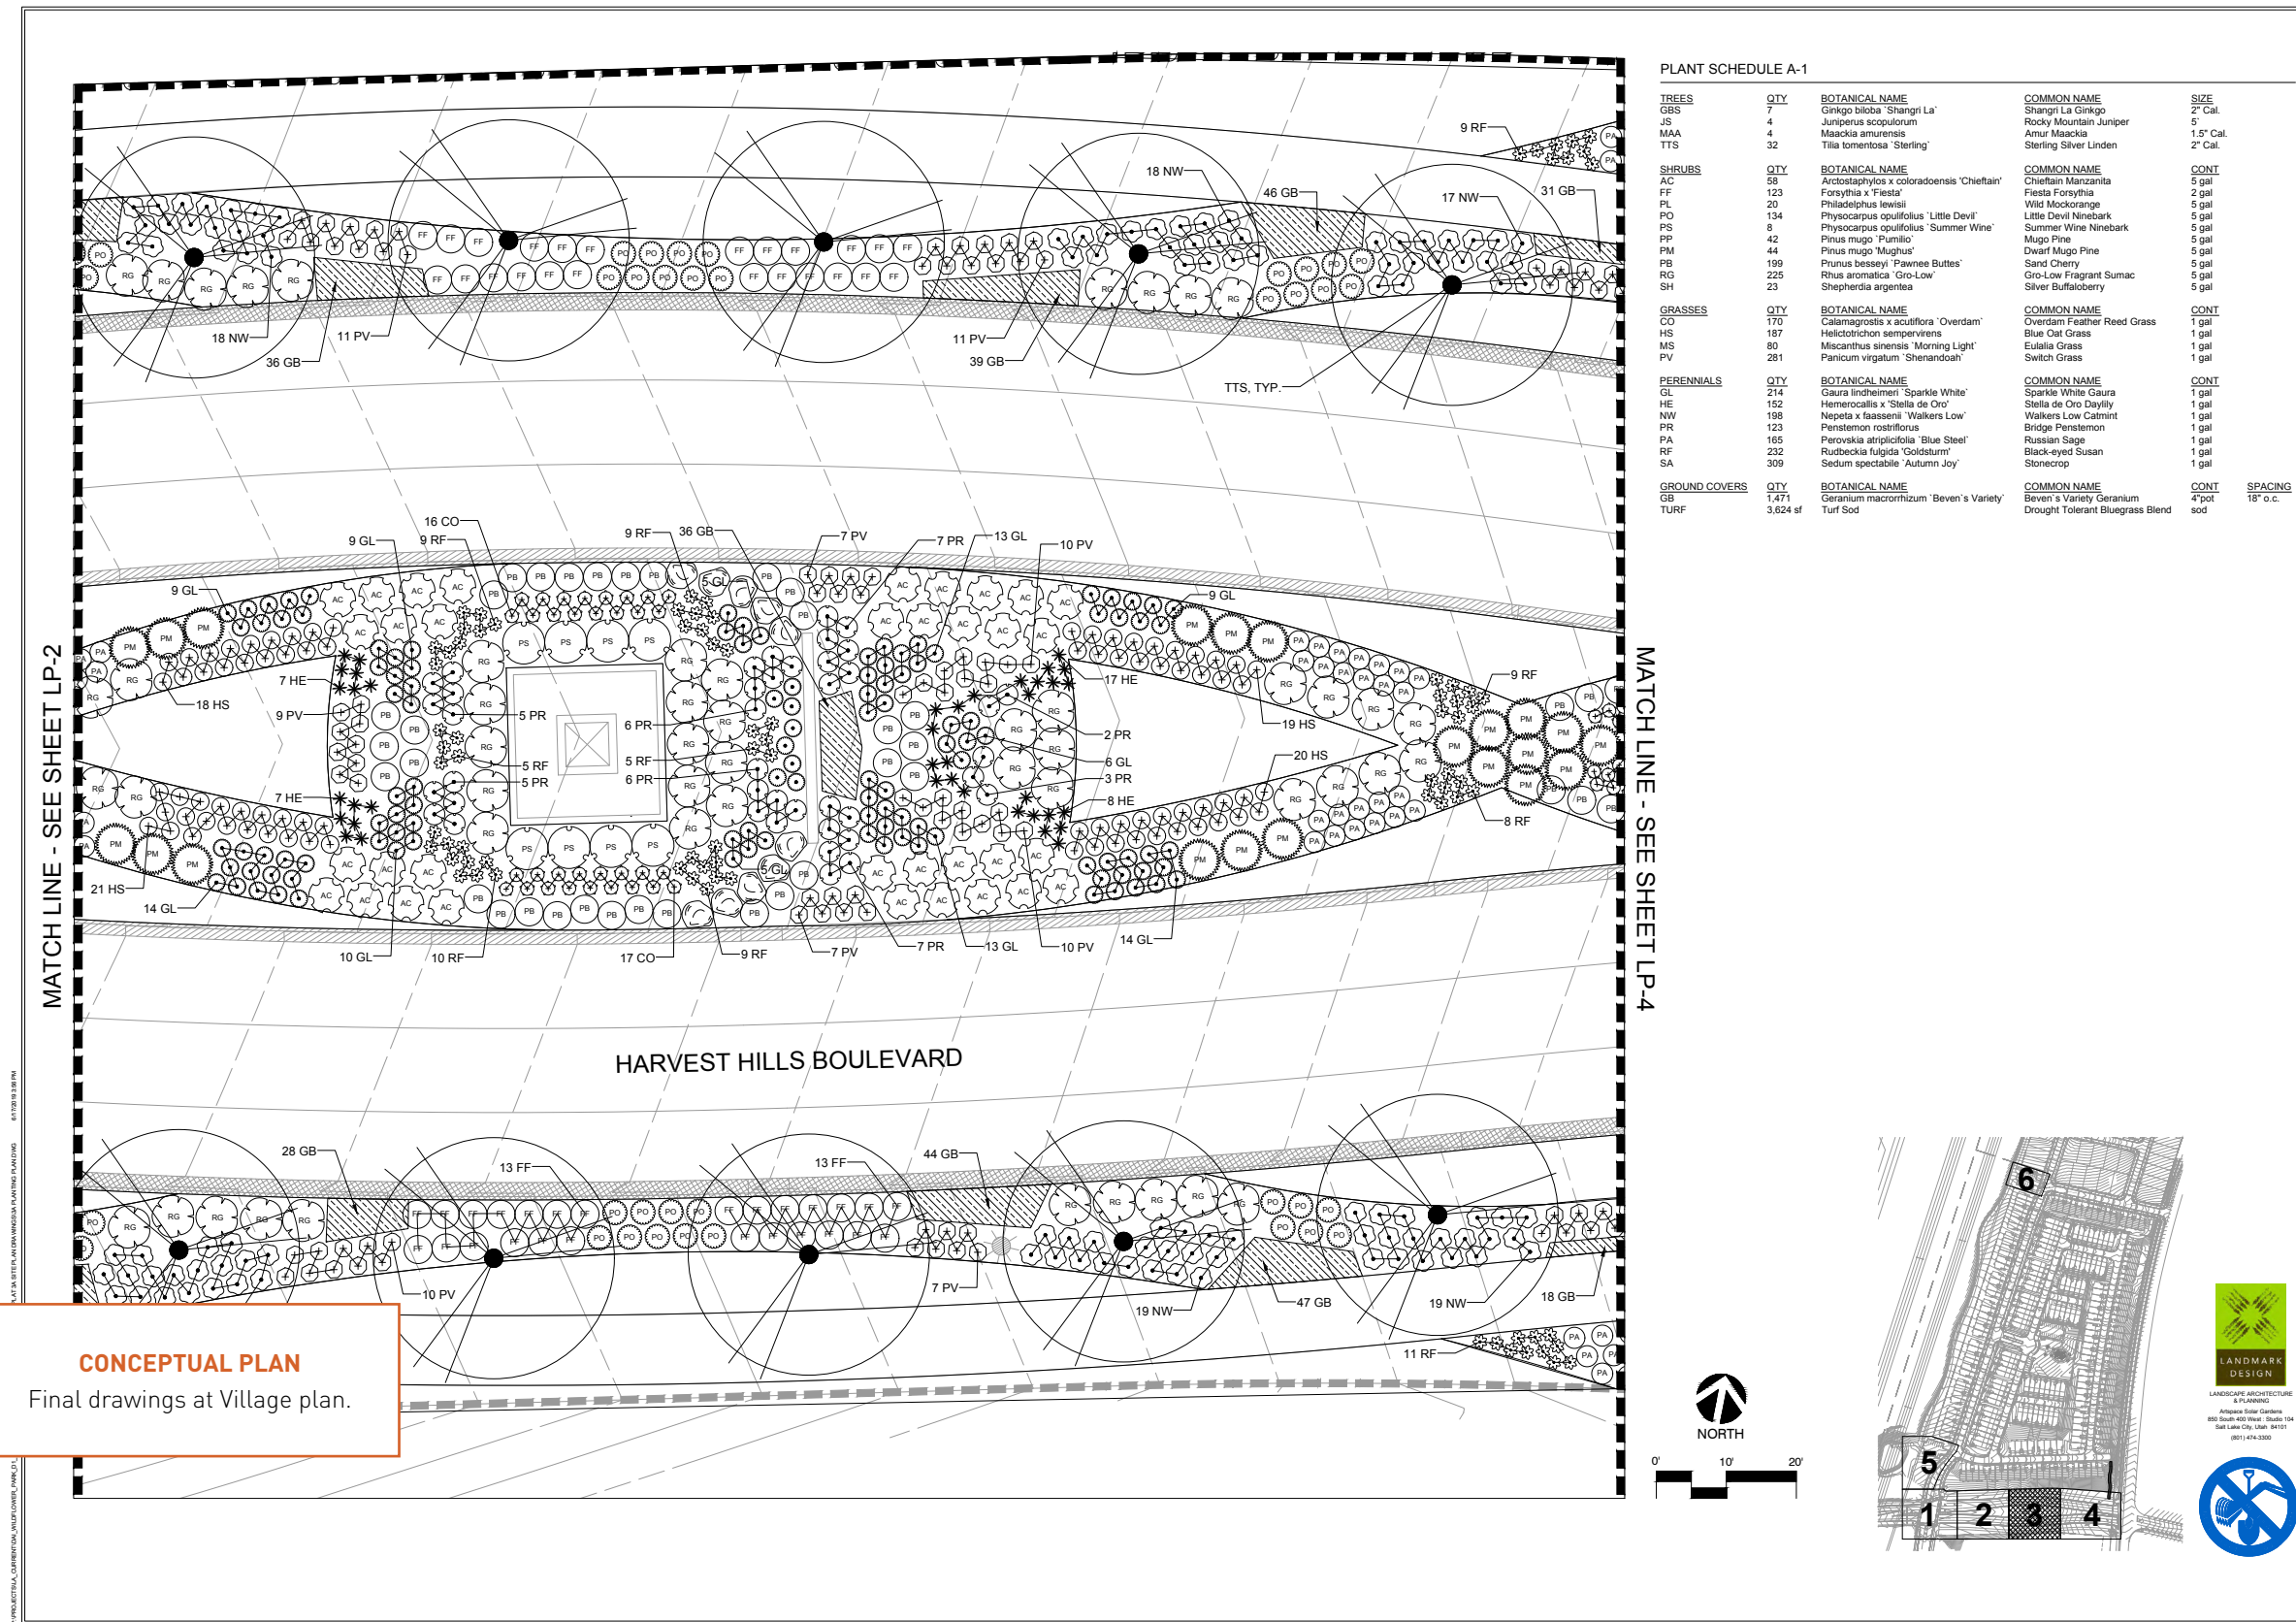 PLANT SCHEDULE A-1
TREES QTY BOTANICAL NAME COMMON NAME SIZE
GBS 7 Ginkgo biloba `Shangri La` Shangri La Ginkgo 2" Cal.
JS 4 Juniperus scopulorum Rocky Mountain Juniper 5`
MAA 4 Maackia amurensis Amur Maackia 1.5" Cal.
TTS 32 Tilia tomentosa `Sterling` Sterling Silver Linden 2" Cal.
SHRUBS QTY BOTANICAL NAME COMMON NAME CONT
AC 58 Arctostaphylos x coloradoensis 'Chieftain' Chieftain Manzanita 5 gal
FF 123 Forsythia x 'Fiesta' Fiesta Forsythia 2 gal
PL 20 Philadelphus lewisii Wild Mockorange 5 gal
PO 134 Physocarpus opulifolius `Little Devil` Little Devil Ninebark 5 gal
PS 8 Physocarpus opulifolius `Summer Wine` Summer Wine Ninebark 5 gal
PP 42 Pinus mugo `Pumilio` Mugo Pine 5 gal
PM 44 Pinus mugo 'Mughus' Dwarf Mugo Pine 5 gal
PB 199 Prunus besseyi `Pawnee Buttes` Sand Cherry 5 gal
RG 225 Rhus aromatica `Gro-Low` Gro-Low Fragrant Sumac 5 gal
SH 23 Shepherdia argentea Silver Buffaloberry 5 gal
GRASSES QTY BOTANICAL NAME COMMON NAME CONT
CO 170 Calamagrostis x acutiflora `Overdam` Overdam Feather Reed Grass 1 gal
HS 187 Helictotrichon sempervirens Blue Oat Grass 1 gal
MS 80 Miscanthus sinensis `Morning Light` Eulalia Grass 1 gal
PV 281 Panicum virgatum `Shenandoah` Switch Grass 1 gal
PERENNIALS QTY BOTANICAL NAME COMMON NAME CONT
GL 214 Gaura lindheimeri `Sparkle White` Sparkle White Gaura 1 gal
HE 152 Hemerocallis x 'Stella de Oro' Stella de Oro Daylily 1 gal
NW 198 Nepeta x faassenii `Walkers Low` Walkers Low Catmint 1 gal
PR 123 Penstemon rostriflorus Bridge Penstemon 1 gal
PA 165 Perovskia atriplicifolia `Blue Steel` Russian Sage 1 gal
RF 232 Rudbeckia fulgida 'Goldsturm' Black-eyed Susan 1 gal
SA 309 Sedum spectabile `Autumn Joy` Stonecrop 1 gal
GROUND COVERS QTY BOTANICAL NAME COMMON NAME CONT SPACING
GB 1,471 Geranium macrorrhizum `Beven`s Variety` Beven`s Variety Geranium 4"pot 18" o.c.
TURF 3,624 sf Turf Sod Drought Tolerant Bluegrass Blend sod
9 RF
18 NW
46 GB
17 NW
31 GB
18 NW
36 GB
11 PV
11 PV
39 GB
TTS, TYP.
16 CO
9 GL
9 RF
9 RF
36 GB
7 PV
7 PR
13 GL
10 PV
9 GL
5 GL
9 GL
7 HE
18 HS
9 PV
5 PR
6 PR
17 HE
9 RF
19 HS
2 PR
5 RF
5 RF
6 GL
20 HS
5 PR
6 PR
3 PR
7 HE
8 HE
8 RF
21 HS
14 GL
5 GL
10 GL
10 RF
17 CO
9 RF
7 PV
7 PR
13 GL
10 PV
14 GL
MATCH LINE - SEE SHEET LP-2
MATCH LINE - SEE SHEET LP-4
HARVEST HILLS BOULEVARD
28 GB
13 FF
13 FF
44 GB
10 PV
7 PV
19 NW
47 GB
19 NW
18 GB
11 RF
CONCEPTUAL PLAN
Final drawings at Village plan.
NORTH
0' 10' 20'
6
5
1 2 3 4
LANDMARK
DESIGN
LANDSCAPE ARCHITECTURE
& PLANNING
Artspace Solar Gardens
850 South 400 West : Studio 104
Salt Lake City, Utah 84101
(801) 474-3300